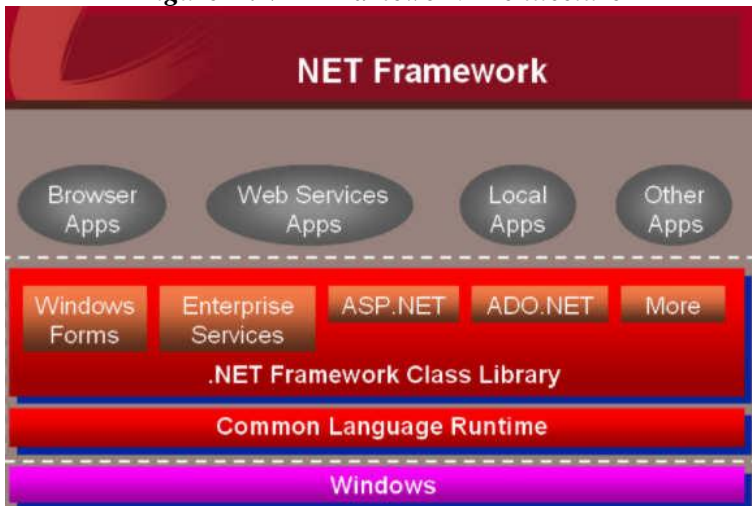 NET Framework
Browser
Apps
Web Services
Apps
Local
Apps
Other
Apps
Windows
Forms
Enterprise
Services
ASP.NET
ADO.NET
More
.NET Framework Class Library
Common Language Runtime
Windows